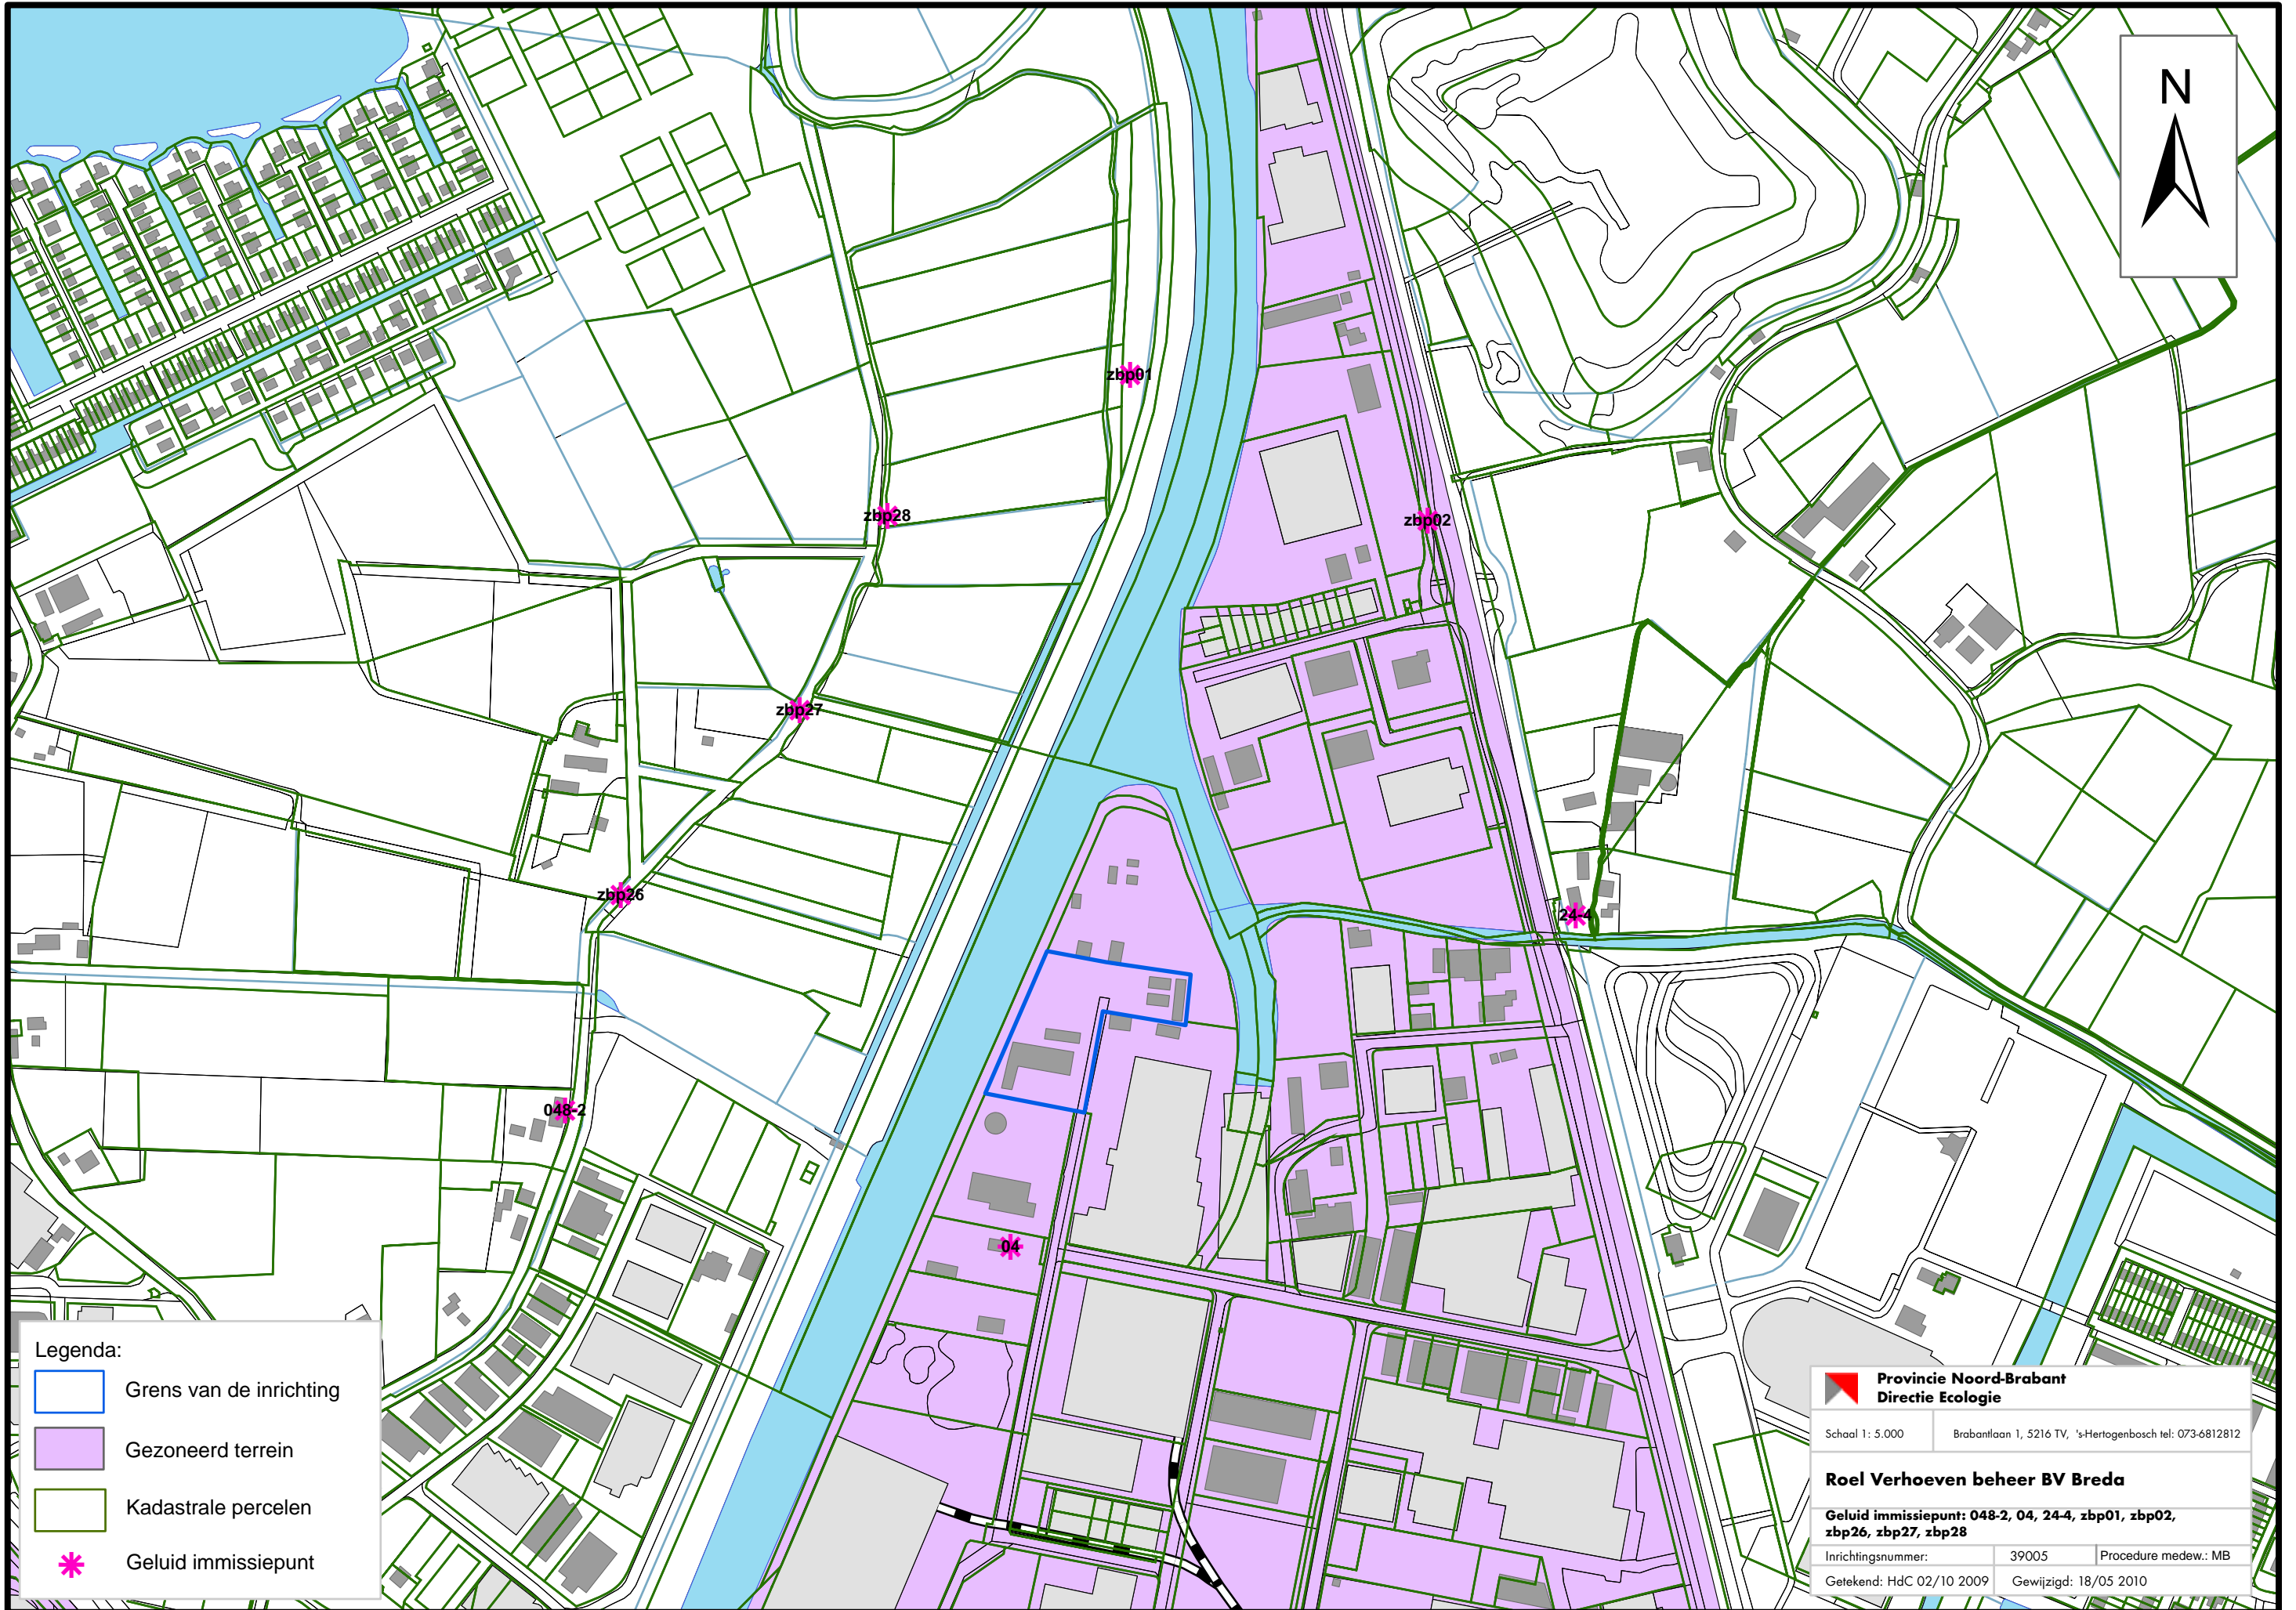 N
zbp01
zbp28
zbp02
zbp27
zbp26
24-4
048-2
04
Legenda:
Grens van de inrichting
Gezoneerd terrein
Kadastrale percelen
Geluid immissiepunt
Provincie Noord-Brabant
Directie Ecologie
Schaal 1: 5.000
Brabantlaan 1, 5216 TV, 's-Hertogenbosch tel: 073-6812812
Roel Verhoeven beheer BV Breda
Geluid immissiepunt: 048-2, 04, 24-4, zbp01, zbp02,
zbp26, zbp27, zbp28
Inrichtingsnummer: 39005 Procedure medew.: MB
Getekend: HdC 02/10 2009 Gewijzigd: 18/05 2010